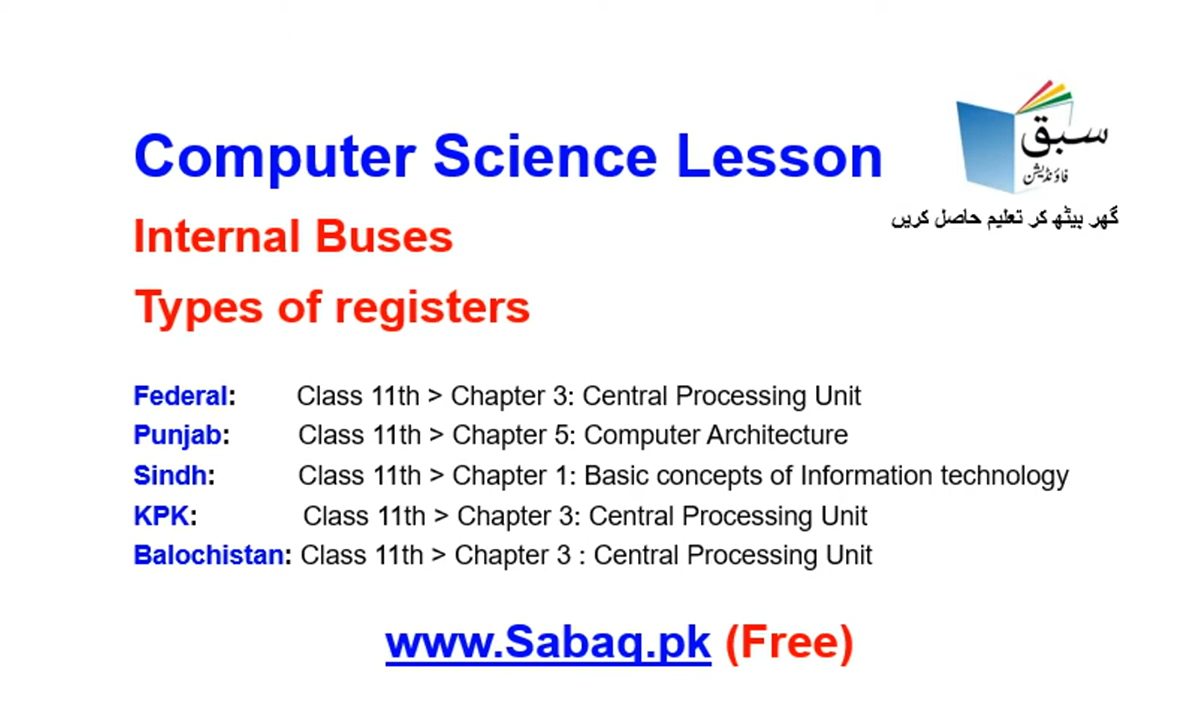 Computer Science Lesson
سبق
فاؤنڈیشن
گھر بیٹھ کر تعلیم حاصل کریں
Internal Buses
Types of registers
Federal: Class 11th > Chapter 3: Central Processing Unit
Punjab: Class 11th > Chapter 5: Computer Architecture
Sindh: Class 11th > Chapter 1: Basic concepts of Information technology
KPK: Class 11th > Chapter 3: Central Processing Unit
Balochistan: Class 11th > Chapter 3 : Central Processing Unit
www.Sabaq.pk (Free)